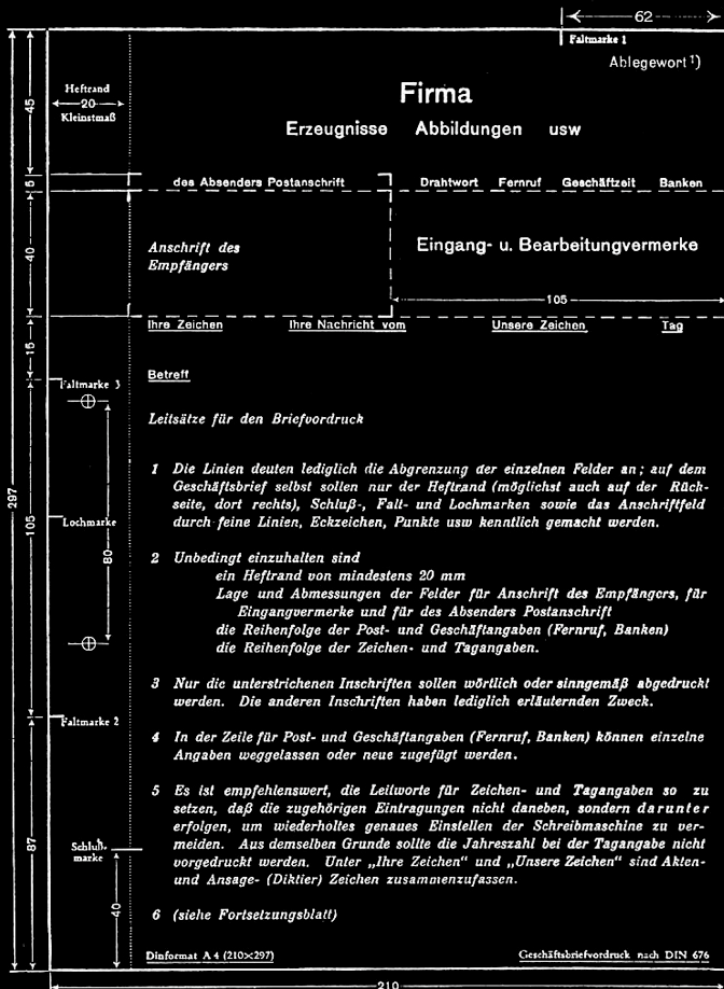 62
Faltmarke 1
Ablegewort ¹)
Heftrand
20
Kleinstmaß
45
Firma
Erzeugnisse Abbildungen usw
5
des Absenders Postanschrift
Drahtwort Fernruf Geschäftzeit Banken
40
Anschrift des
Empfängers
Eingang- u. Bearbeitungvermerke
105
Ihre Zeichen Ihre Nachricht vom Unsere Zeichen Tag
15
Betreff
Faltmarke 3
Leitsätze für den Briefvordruck
1 Die Linien deuten lediglich die Abgrenzung der einzelnen Felder an; auf dem
Geschäftsbrief selbst sollen nur der Heftrand (möglichst auch auf der Rück-
seite, dort rechts), Schluß-, Falt- und Lochmarken sowie das Anschriftfeld
durch feine Linien, Eckzeichen, Punkte usw kenntlich gemacht werden.
297
105
Lochmarke
80
2 Unbedingt einzuhalten sind
ein Heftrand von mindestens 20 mm
Lage und Abmessungen der Felder für Anschrift des Empfängers, für
Eingangvermerke und für des Absenders Postanschrift
die Reihenfolge der Post- und Geschäftangaben (Fernruf, Banken)
die Reihenfolge der Zeichen- und Tagangaben.
3 Nur die unterstrichenen Inschriften sollen wörtlich oder sinngemäß abgedruckt
werden. Die anderen Inschriften haben lediglich erläuternden Zweck.
Faltmarke 2
4 In der Zeile für Post- und Geschäftangaben (Fernruf, Banken) können einzelne
Angaben weggelassen oder neue zugefügt werden.
5 Es ist empfehlenswert, die Leitworte für Zeichen- und Tagangaben so zu
setzen, daß die zugehörigen Eintragungen nicht daneben, sondern darunter
erfolgen, um wiederholtes genaues Einstellen der Schreibmaschine zu ver-
meiden. Aus demselben Grunde sollte die Jahreszahl bei der Tagangabe nicht
vorgedruckt werden. Unter „Ihre Zeichen“ und „Unsere Zeichen“ sind Akten-
und Ansage- (Diktier) Zeichen zusammenzufassen.
87
Schluß-
marke
40
6 (siehe Fortsetzungsblatt)
Dinformat A 4 (210×297)
Geschäftsbriefvordruck nach DIN 676
210